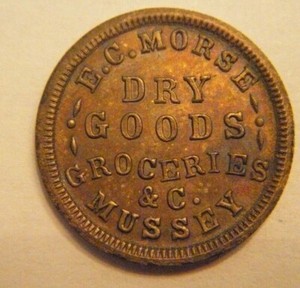 E.C. MORSE
DRY
GOODS
GROCERIES
&C.
MUSSEY